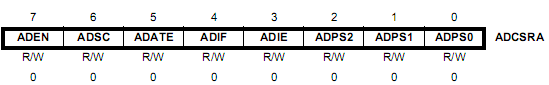 7 6 5 4 3 2 1 0
ADEN ADSC ADATE ADIF ADIE ADPS2 ADPS1 ADPS0 ADCSRA
R/W R/W R/W R/W R/W R/W R/W R/W
0 0 0 0 0 0 0 0